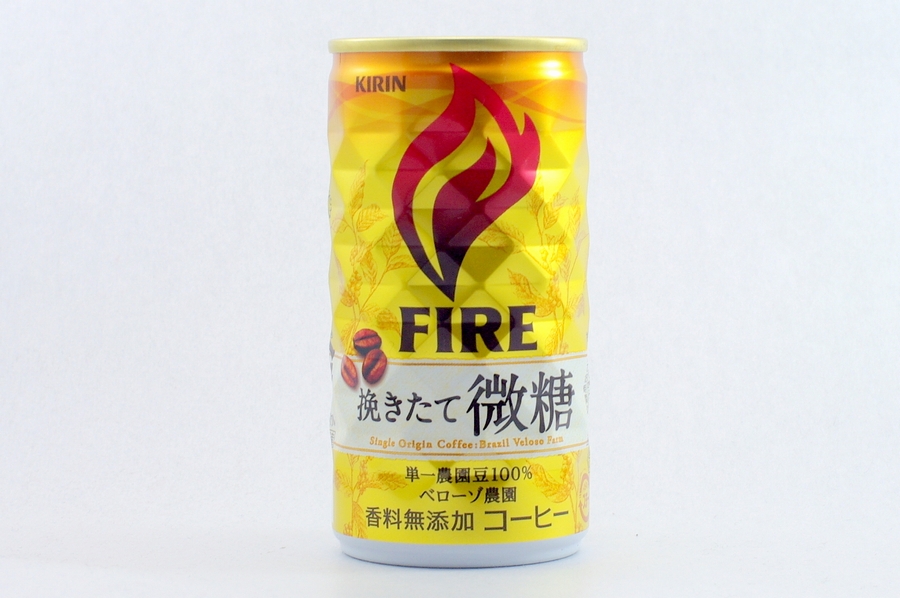 KIRIN
FIRE
挽きたて 微糖
Single Origin Coffee:Brazil Veloso Farm
単一農園豆100%
ベローゾ農園
香料無添加 コーヒー